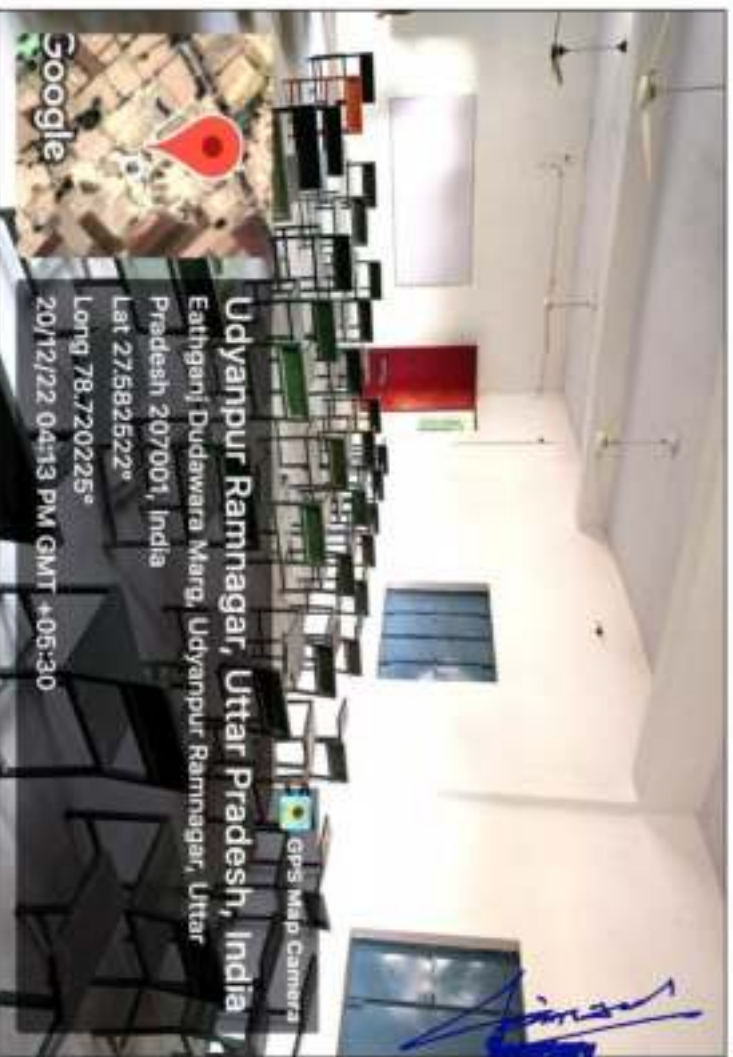 GPS Map Camera
Udyanpur Ramnagar, Uttar Pradesh, India
Eathganj Dudawara Marg, Udyanpur Ramnagar, Uttar
Pradesh 207001, India
Lat 27.582522°
Long 78.720225°
20/12/22 04:13 PM GMT +05:30
Google